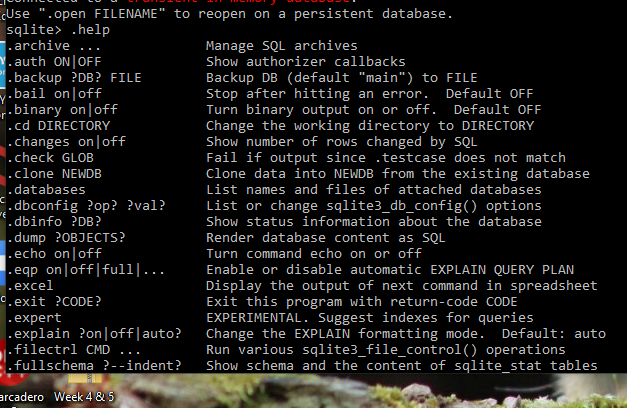 connected to a transient in-memory database.
Use ".open FILENAME" to reopen on a persistent database.
sqlite> .help
.archive ... Manage SQL archives
.auth ON|OFF Show authorizer callbacks
.backup ?DB? FILE Backup DB (default "main") to FILE
.bail on|off Stop after hitting an error. Default OFF
.binary on|off Turn binary output on or off. Default OFF
.cd DIRECTORY Change the working directory to DIRECTORY
.changes on|off Show number of rows changed by SQL
.check GLOB Fail if output since .testcase does not match
.clone NEWDB Clone data into NEWDB from the existing database
.databases List names and files of attached databases
.dbconfig ?op? ?val? List or change sqlite3_db_config() options
.dbinfo ?DB? Show status information about the database
.dump ?OBJECTS? Render database content as SQL
.echo on|off Turn command echo on or off
.eqp on|off|full|... Enable or disable automatic EXPLAIN QUERY PLAN
.excel Display the output of next command in spreadsheet
.exit ?CODE? Exit this program with return-code CODE
.expert EXPERIMENTAL. Suggest indexes for queries
.explain ?on|off|auto? Change the EXPLAIN formatting mode. Default: auto
.filectrl CMD ... Run various sqlite3_file_control() operations
.fullschema ?--indent? Show schema and the content of sqlite_stat tables
arcadero Week 4 & 5